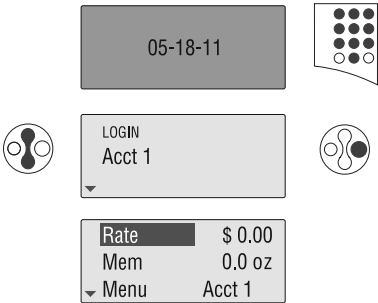 05-18-11
LOGIN
Acct 1
Rate $ 0.00
Mem 0.0 oz
Menu Acct 1